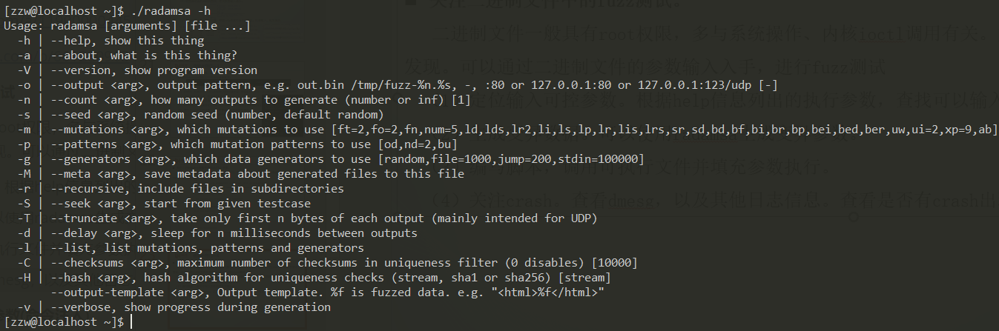 [zzw@localhost ~]$ ./radamsa -h
Usage: radamsa [arguments] [file ...]
  -h | --help, show this thing
  -a | --about, what is this thing?
  -V | --version, show program version
  -o | --output <arg>, output pattern, e.g. out.bin /tmp/fuzz-%n.%s, -, :80 or 127.0.0.1:80 or 127.0.0.1:123/udp [-]
  -n | --count <arg>, how many outputs to generate (number or inf) [1]
  -s | --seed <arg>, random seed (number, default random)
  -m | --mutations <arg>, which mutations to use [ft=2,fo=2,fn,num=5,ld,lds,lr2,li,ls,lp,lr,lis,lrs,sr,sd,bd,bf,bi,br,bp,bei,bed,ber,uw,ui=2,xp=9,ab]
  -p | --patterns <arg>, which mutation patterns to use [od,nd=2,bu]
  -g | --generators <arg>, which data generators to use [random,file=1000,jump=200,stdin=100000]
  -M | --meta <arg>, save metadata about generated files to this file
  -r | --recursive, include files in subdirectories
  -S | --seek <arg>, start from given testcase
  -T | --truncate <arg>, take only first n bytes of each output (mainly intended for UDP)
  -d | --delay <arg>, sleep for n milliseconds between outputs
  -l | --list, list mutations, patterns and generators
  -C | --checksums <arg>, maximum number of checksums in uniqueness filter (0 disables) [10000]
  -H | --hash <arg>, hash algorithm for uniqueness checks (stream, sha1 or sha256) [stream]
       --output-template <arg>, Output template. %f is fuzzed data. e.g. "<html>%f</html>"
  -v | --verbose, show progress during generation
[zzw@localhost ~]$